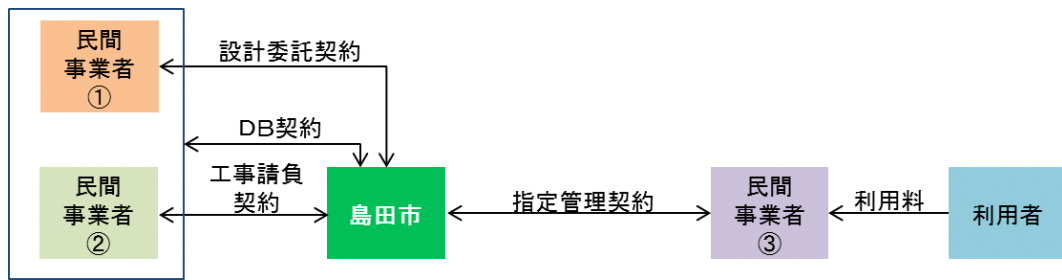 民間
事業者
①
設計委託契約
DB契約
民間
事業者
②
工事請負
契約
島田市
指定管理契約
民間
事業者
③
利用料
利用者